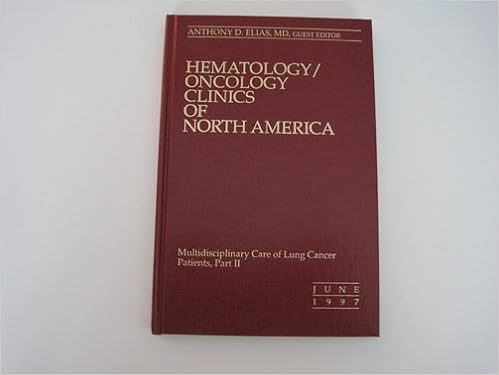 ANTHONY D. ELIAS, MD, GUEST EDITOR
HEMATOLOGY/
ONCOLOGY
CLINICS
OF
NORTH AMERICA
Multidisciplinary Care of Lung Cancer
Patients, Part II
JUNE
1997